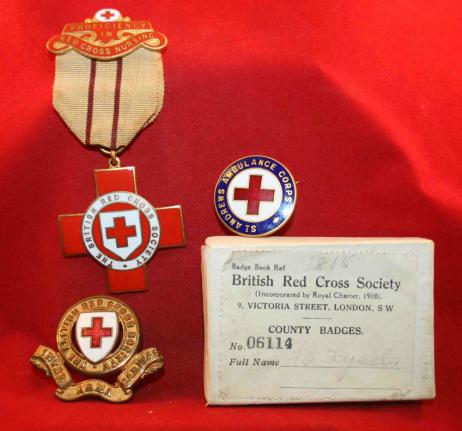 PROFICIENCY
IN
RED CROSS NURSING
THE BRITISH RED CROSS SOCIETY
ST ANDREWS AMBULANCE CORPS
Badge Book Ref
British Red Cross Society
(Incorporated by Royal Charter, 1908),
9, VICTORIA STREET, LONDON, S W
COUNTY BADGES.
No. 06114
Full Name
RED CROSS